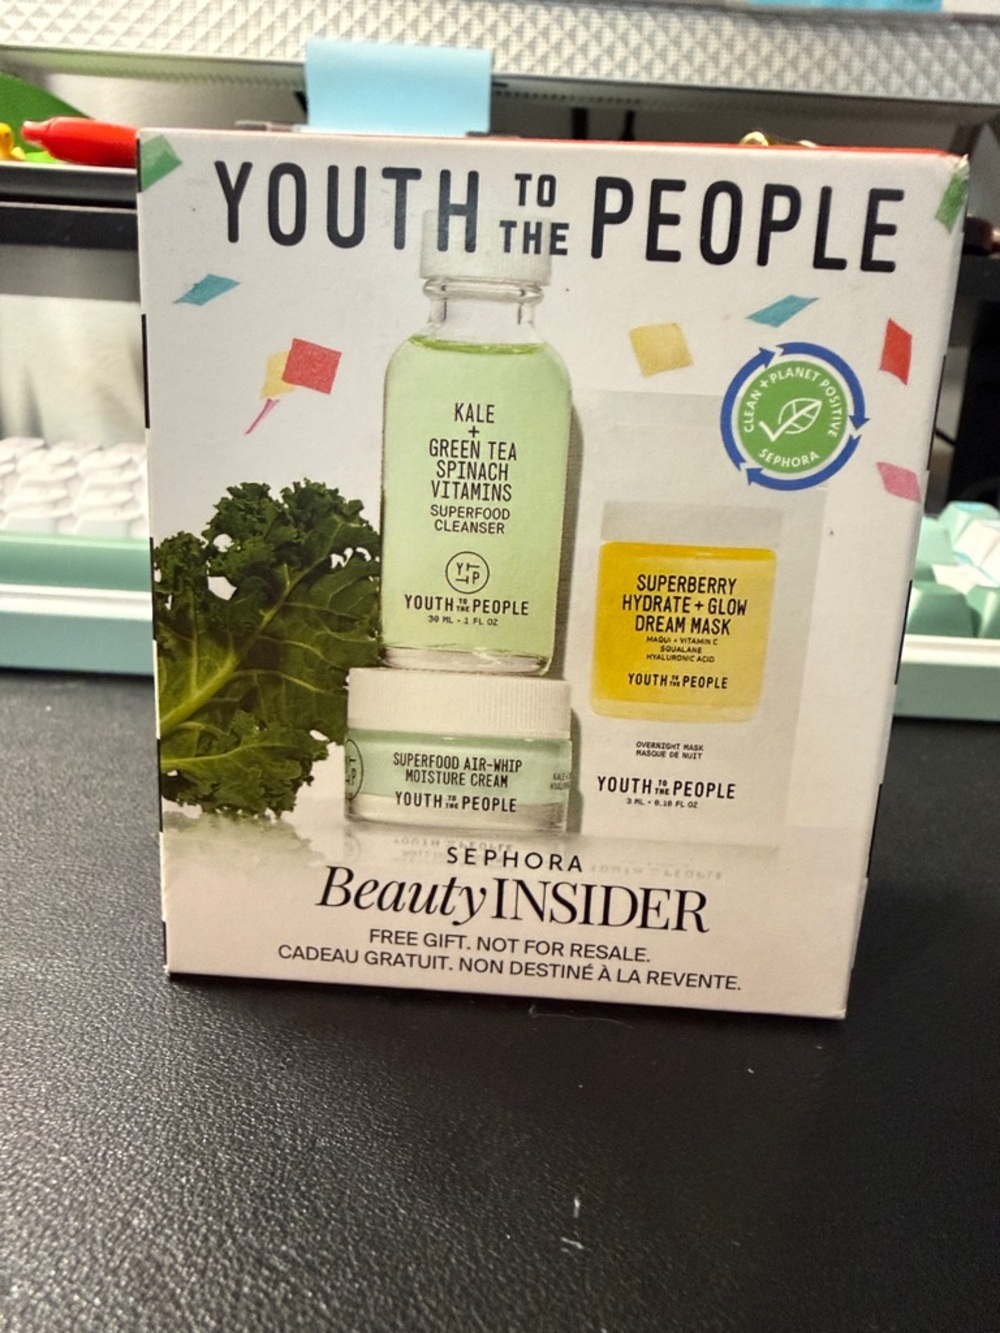 YOUTH TO THE PEOPLE
CLEAN + PLANET POSITIVE
SEPHORA
KALE
+
GREEN TEA
SPINACH
VITAMINS
SUPERFOOD
CLEANSER
YTTP
YOUTH TO THE PEOPLE
30 ML - 1 FL OZ
SUPERBERRY
HYDRATE + GLOW
DREAM MASK
MAQUI + VITAMIN C
SQUALANE
HYALURONIC ACID
YOUTH TO THE PEOPLE
OVERNIGHT MASK
MASQUE DE NUIT
YOUTH TO THE PEOPLE
3 ML - 0.10 FL OZ
SUPERFOOD AIR-WHIP
MOISTURE CREAM
YOUTH TO THE PEOPLE
SEPHORA
Beauty INSIDER
FREE GIFT. NOT FOR RESALE.
CADEAU GRATUIT. NON DESTINÉ À LA REVENTE.